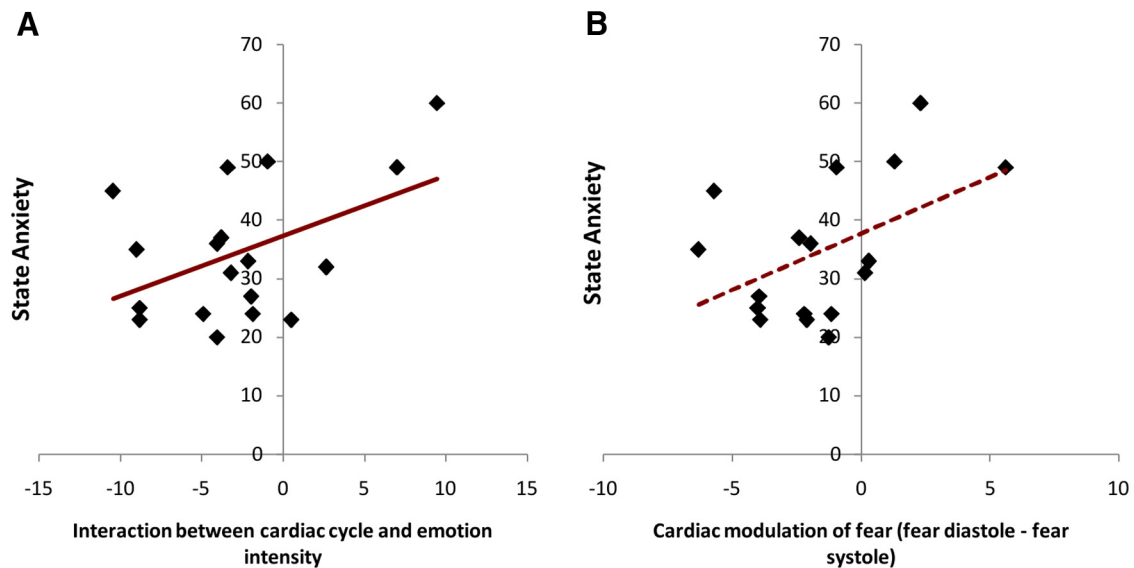 A
70
60
50
40
30
20
10
0
-15 -10 -5 0 5 10 15
State Anxiety
Interaction between cardiac cycle and emotion
intensity
B
70
60
50
40
30
20
10
0
-10 -5 0 5 10
State Anxiety
Cardiac modulation of fear (fear diastole - fear
systole)